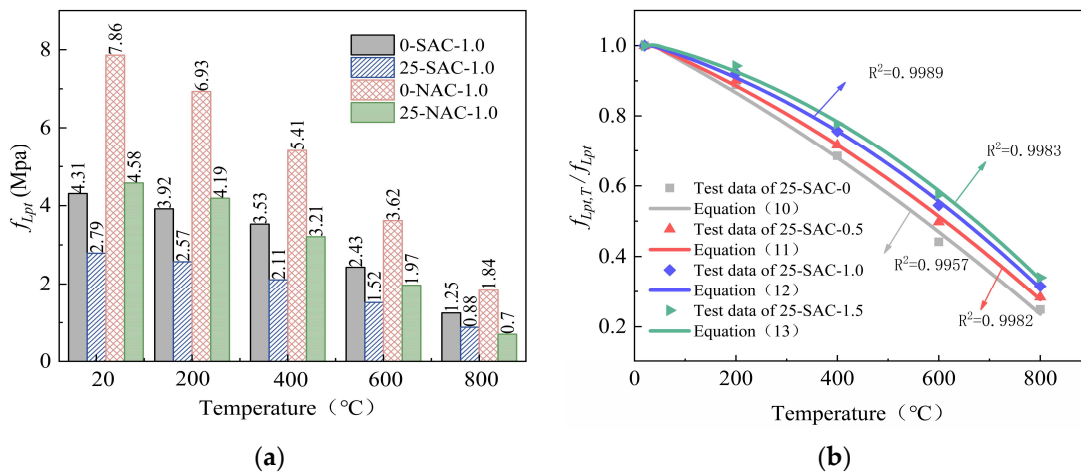 8
6
4
2
0
f_Lpt (Mpa)
0-SAC-1.0
25-SAC-1.0
0-NAC-1.0
25-NAC-1.0
4.31
2.79
7.86
4.58
3.92
2.57
6.93
4.19
3.53
2.11
5.41
3.21
2.43
1.52
3.62
1.97
1.25
0.88
1.84
0.7
20 200 400 600 800
Temperature（°C）
(a)
1.0
0.8
0.6
0.4
0.2
f_Lpt,T / f_Lpt
R²=0.9989
R²=0.9983
R²=0.9957
R²=0.9982
Test data of 25-SAC-0
Equation（10）
Test data of 25-SAC-0.5
Equation（11）
Test data of 25-SAC-1.0
Equation（12）
Test data of 25-SAC-1.5
Equation（13）
0 200 400 600 800
Temperature（°C）
(b)